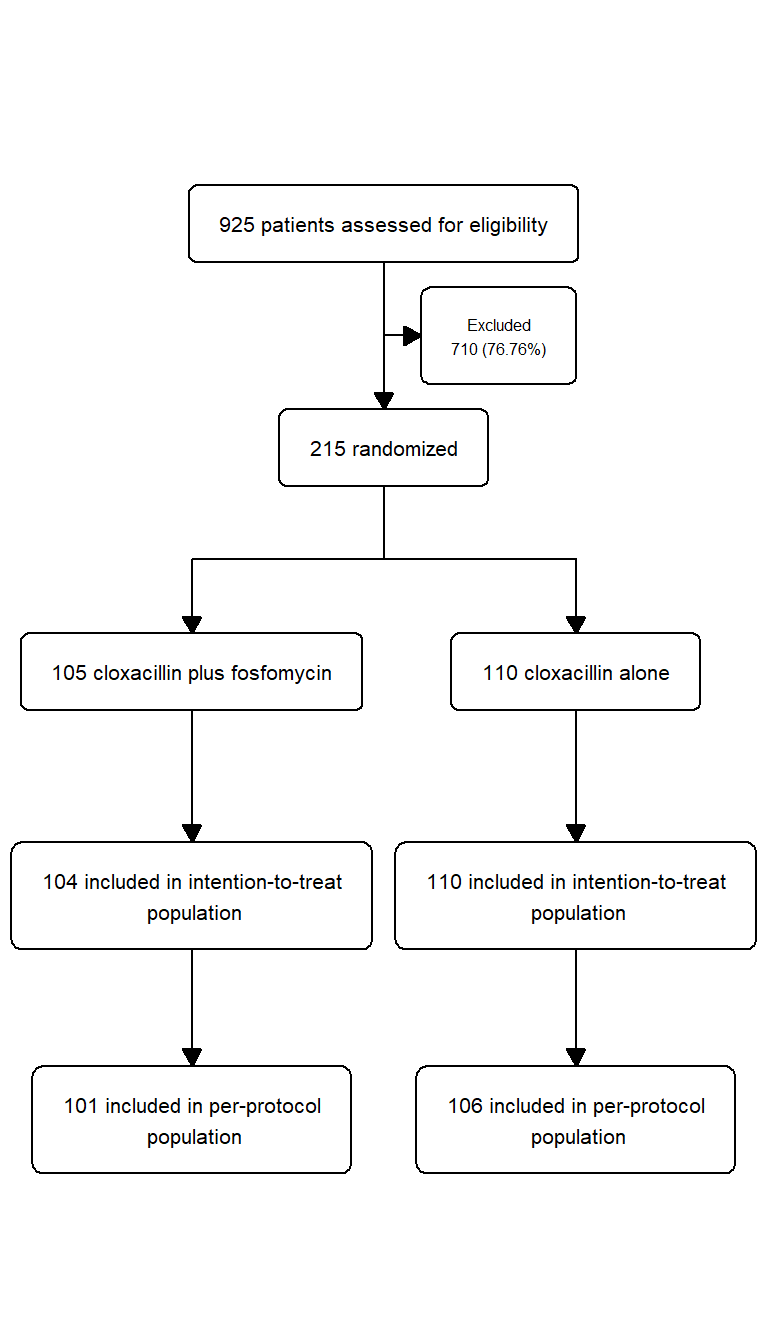 925 patients assessed for eligibility
Excluded
710 (76.76%)
215 randomized
105 cloxacillin plus fosfomycin
110 cloxacillin alone
104 included in intention-to-treat
population
110 included in intention-to-treat
population
101 included in per-protocol
population
106 included in per-protocol
population